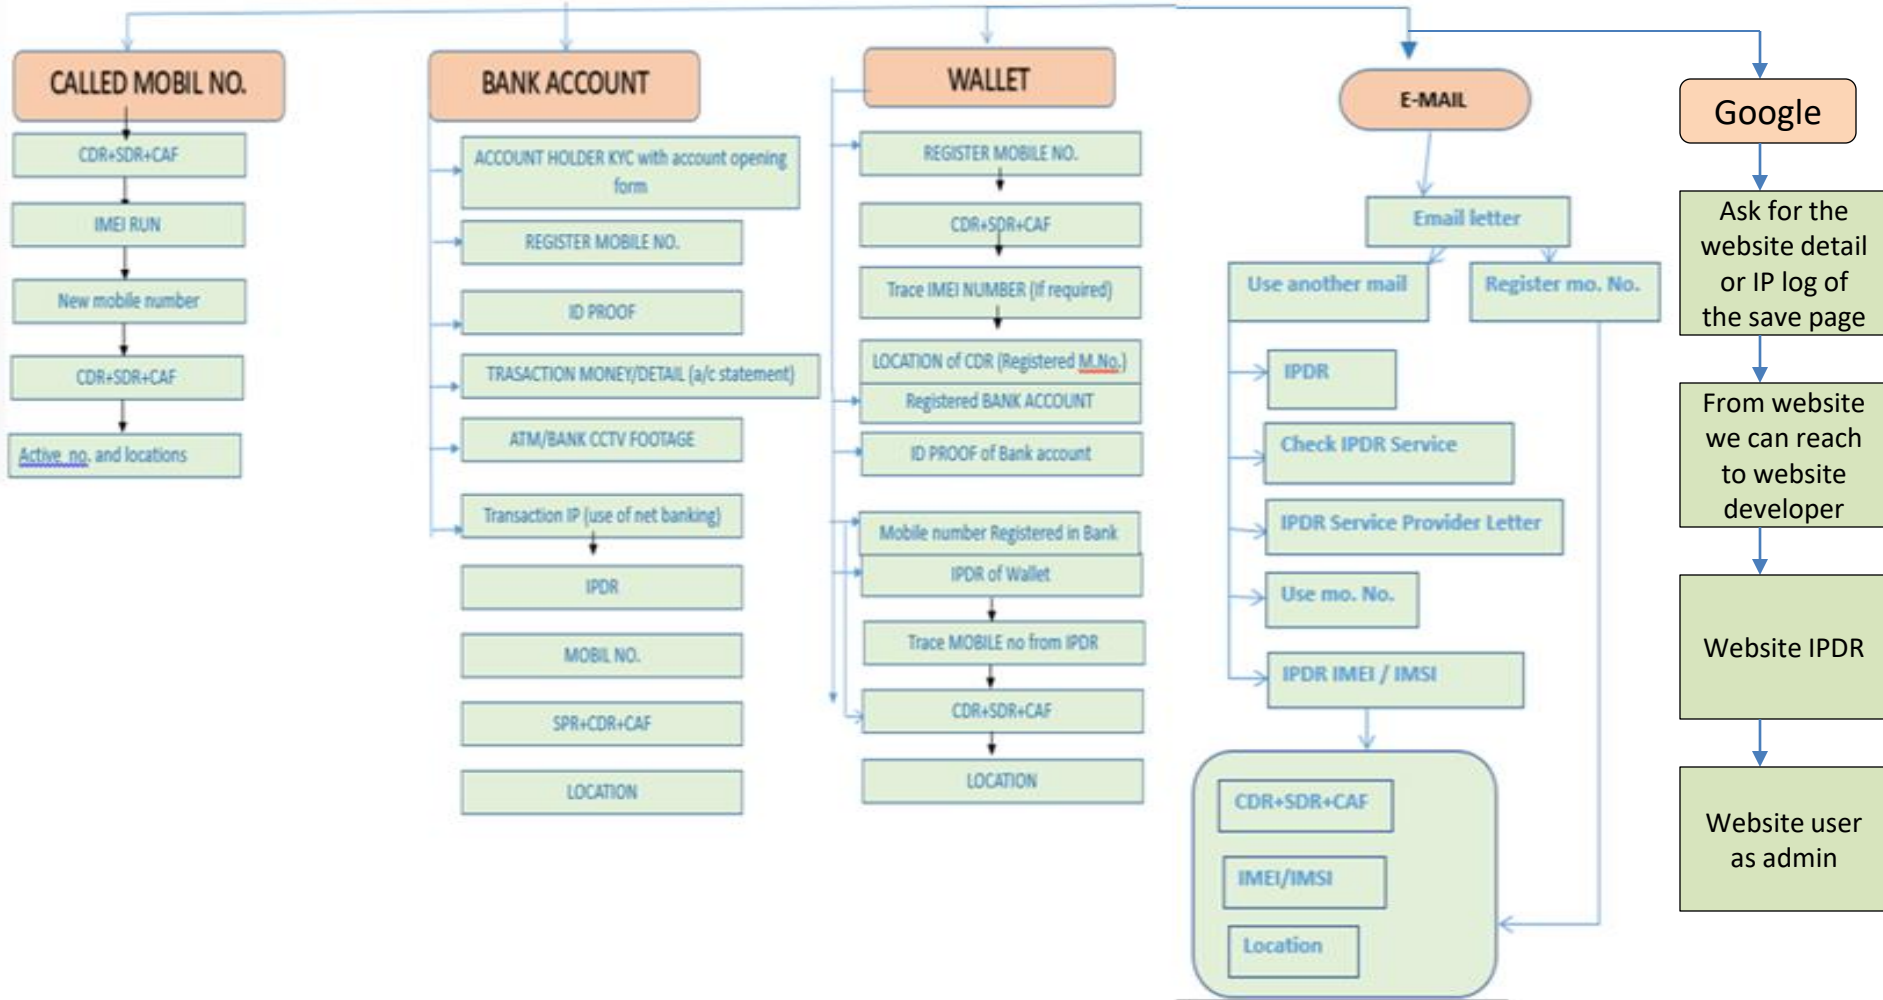 CALLED MOBIL NO.
CDR+SDR+CAF
IMEI RUN
New mobile number
CDR+SDR+CAF
Active no. and locations
BANK ACCOUNT
ACCOUNT HOLDER KYC with account opening
form
REGISTER MOBILE NO.
ID PROOF
TRASACTION MONEY/DETAIL (a/c statement)
ATM/BANK CCTV FOOTAGE
Transaction IP (use of net banking)
IPDR
MOBIL NO.
SPR+CDR+CAF
LOCATION
WALLET
REGISTER MOBILE NO.
CDR+SDR+CAF
Trace IMEI NUMBER (If required)
LOCATION of CDR (Registered M.No.)
Registered BANK ACCOUNT
ID PROOF of Bank account
Mobile number Registered in Bank
IPDR of Wallet
Trace MOBILE no from IPDR
CDR+SDR+CAF
LOCATION
E-MAIL
Email letter
Use another mail
Register mo. No.
IPDR
Check IPDR Service
IPDR Service Provider Letter
Use mo. No.
IPDR IMEI / IMSI
CDR+SDR+CAF
IMEI/IMSI
Location
Google
Ask for the
website detail
or IP log of
the save page
From website
we can reach
to website
developer
Website IPDR
Website user
as admin